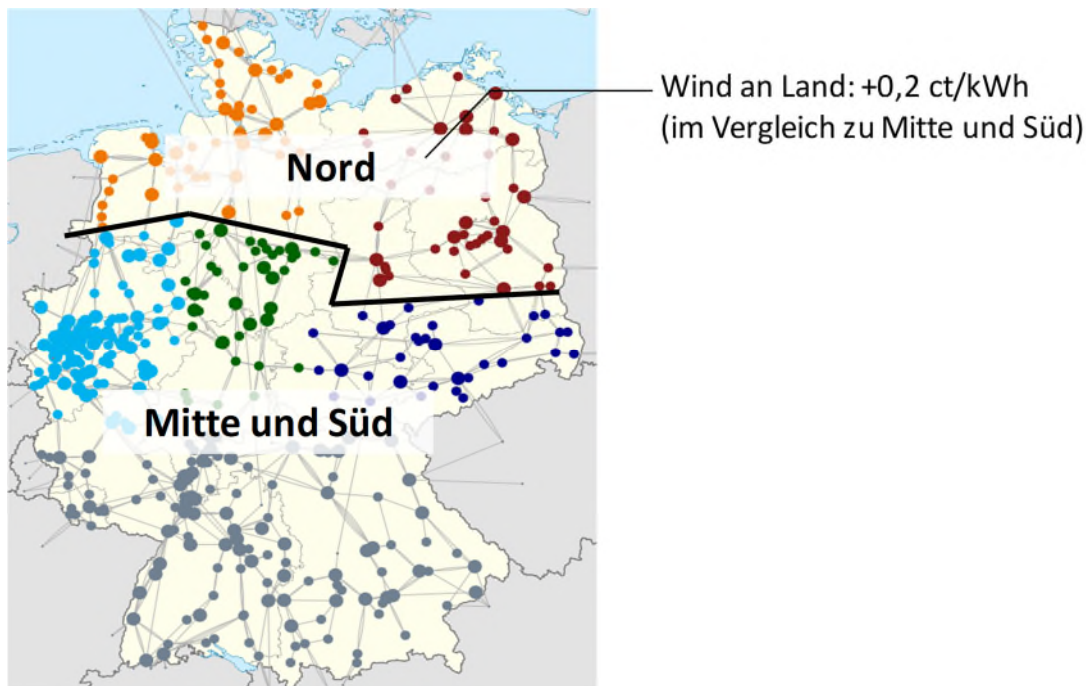 Wind an Land: +0,2 ct/kWh
(im Vergleich zu Mitte und Süd)
Nord
Mitte und Süd